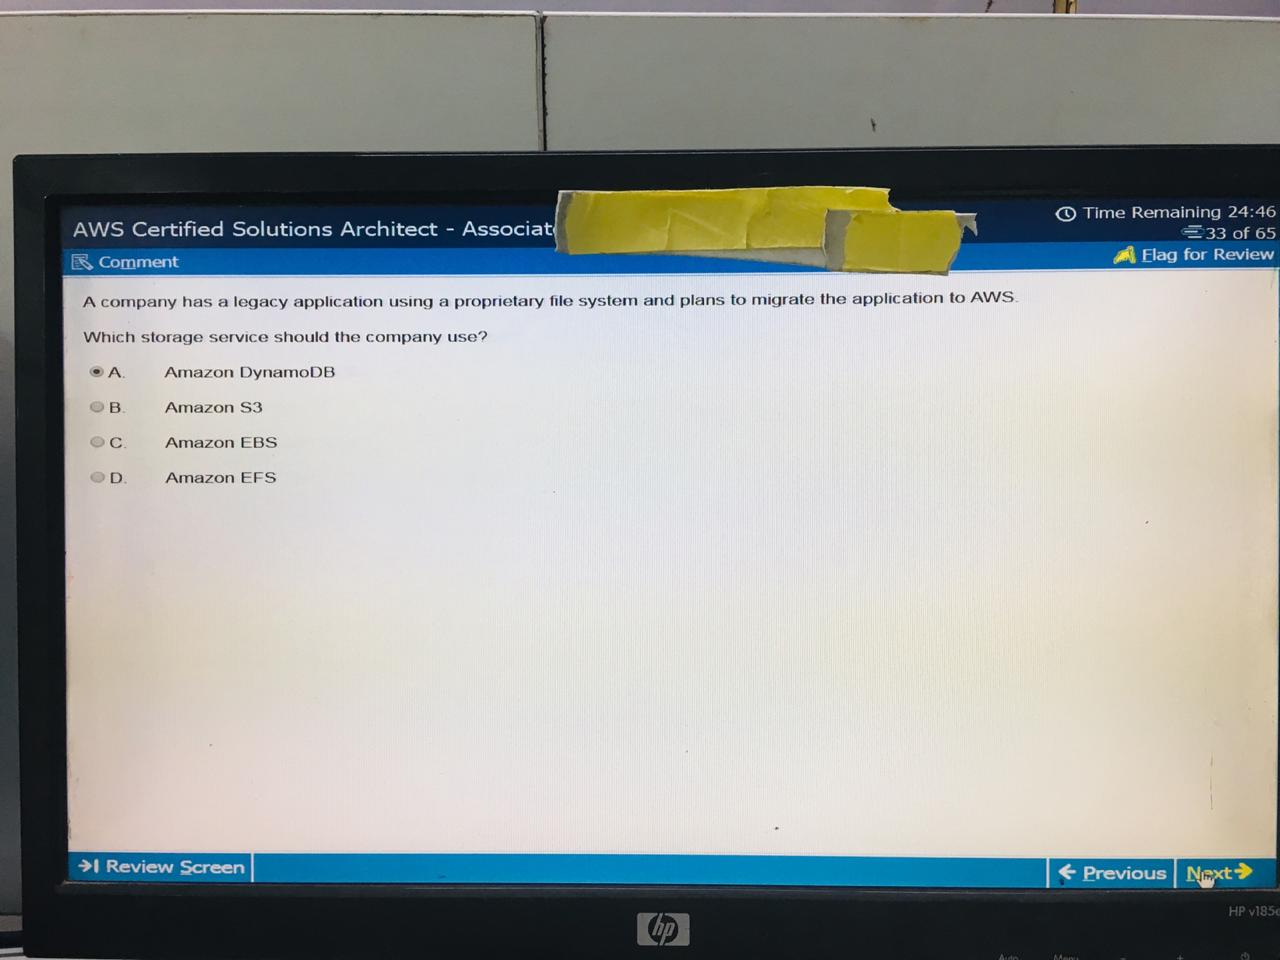 AWS Certified Solutions Architect - Associat
Time Remaining 24:46
33 of 65
Comment
Flag for Review
A company has a legacy application using a proprietary file system and plans to migrate the application to AWS.
Which storage service should the company use?
A. Amazon DynamoDB
B. Amazon S3
C. Amazon EBS
D. Amazon EFS
Review Screen
Previous
Next
HP v185
hp
Auto Menu - +